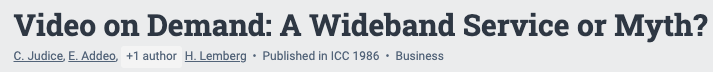 Video on Demand: A Wideband Service or Myth?
C. Judice, E. Addeo, +1 author H. Lemberg • Published in ICC 1986 • Business